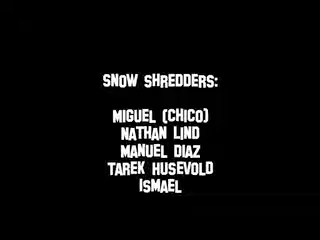 SNOW SHREDDERS:
MIGUEL (CHICO)
NATHAN LIND
MANUEL DIAZ
TAREK HUSEVOLD
ISMAEL